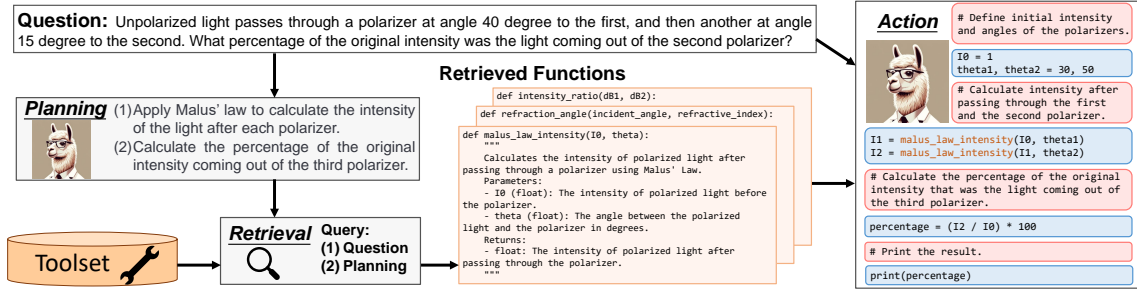 Question: Unpolarized light passes through a polarizer at angle 40 degree to the first, and then another at angle
15 degree to the second. What percentage of the original intensity was the light coming out of the second polarizer?
Planning
(1) Apply Malus' law to calculate the intensity
of the light after each polarizer.
(2) Calculate the percentage of the original
intensity coming out of the third polarizer.
Toolset
Retrieval
Query:
(1) Question
(2) Planning
Retrieved Functions
def intensity_ratio(dB1, dB2):
def refraction_angle(incident_angle, refractive_index):
def malus_law_intensity(I0, theta):
"""
Calculates the intensity of polarized light after
passing through a polarizer using Malus' Law.
Parameters:
- I0 (float): The intensity of polarized light before
the polarizer.
- theta (float): The angle between the polarized
light and the polarizer in degrees.
Returns:
- float: The intensity of polarized light after
passing through the polarizer.
"""
Action
# Define initial intensity
and angles of the polarizers.
I0 = 1
theta1, theta2 = 30, 50
# Calculate intensity after
passing through the first
and the second polarizer.
I1 = malus_law_intensity(I0, theta1)
I2 = malus_law_intensity(I1, theta2)
# Calculate the percentage of the original
intensity that was the light coming out of
the third polarizer.
percentage = (I2 / I0) * 100
# Print the result.
print(percentage)